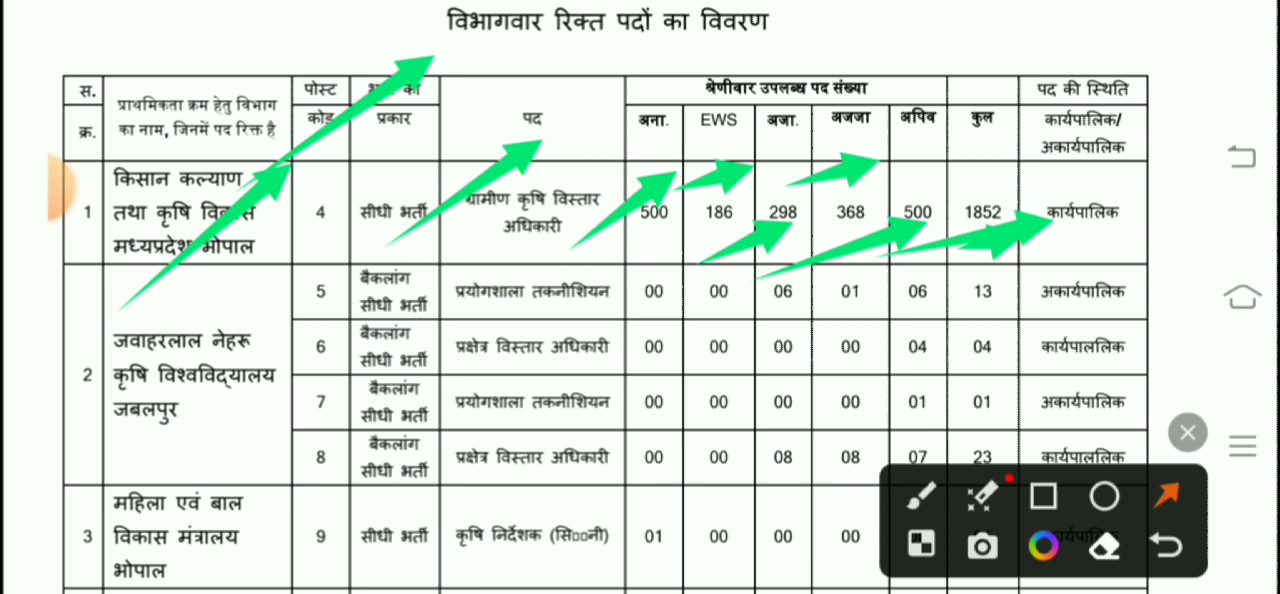 विभागवार रिक्त पदों का विवरण
स.
क्र.
प्राथमिकता क्रम हेतु विभाग
का नाम, जिनमें पद रिक्त है
पोस्ट
कोड
का
प्रकार
पद
श्रेणीवार उपलब्ध पद संख्या
अना. EWS अजा. अजजा अपिव कुल
पद की स्थिति
कार्यपालिक/
अकार्यपालिक
1
किसान कल्याण
तथा कृषि विकास
मध्यप्रदेश भोपाल
4 सीधी भर्ती
ग्रामीण कृषि विस्तार
अधिकारी
500 186 298 368 500 1852 कार्यपालिक
2
जवाहरलाल नेहरू
कृषि विश्वविद्यालय
जबलपुर
5
बैकलांग
सीधी भर्ती
प्रयोगशाला तकनीशियन 00 00 06 01 06 13 अकार्यपालिक
6
बैकलांग
सीधी भर्ती
प्रक्षेत्र विस्तार अधिकारी 00 00 00 00 04 04 कार्यपाललिक
7
बैकलांग
सीधी भर्ती
प्रयोगशाला तकनीशियन 00 00 00 00 01 01 अकार्यपालिक
8
बैकलांग
सीधी भर्ती
प्रक्षेत्र विस्तार अधिकारी 00 00 08 08 07 23 कार्यपाललिक
3
महिला एवं बाल
विकास मंत्रालय
भोपाल
9 सीधी भर्ती कृषि निर्देशक 01 00 00 00